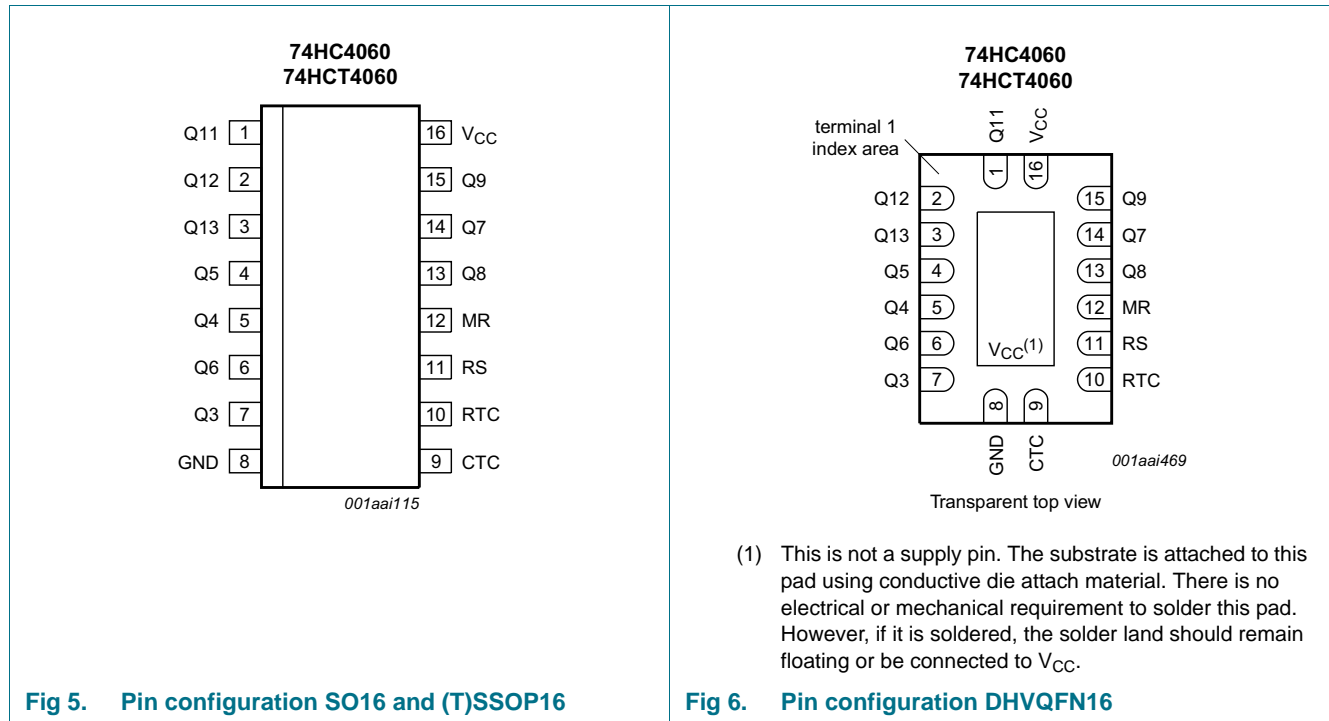 74HC4060
74HCT4060
Q11 1 16 VCC
Q12 2 15 Q9
Q13 3 14 Q7
Q5 4 13 Q8
Q4 5 12 MR
Q6 6 11 RS
Q3 7 10 RTC
GND 8 9 CTC
001aai115
Fig 5. Pin configuration SO16 and (T)SSOP16
74HC4060
74HCT4060
terminal 1
index area
Q11 VCC
1 16
Q12 2 15 Q9
Q13 3 14 Q7
Q5 4 13 Q8
Q4 5 12 MR
Q6 6 VCC(1) 11 RS
Q3 7 10 RTC
8 9
GND CTC
001aai469
Transparent top view
(1) This is not a supply pin. The substrate is attached to this
pad using conductive die attach material. There is no
electrical or mechanical requirement to solder this pad.
However, if it is soldered, the solder land should remain
floating or be connected to VCC.
Fig 6. Pin configuration DHVQFN16